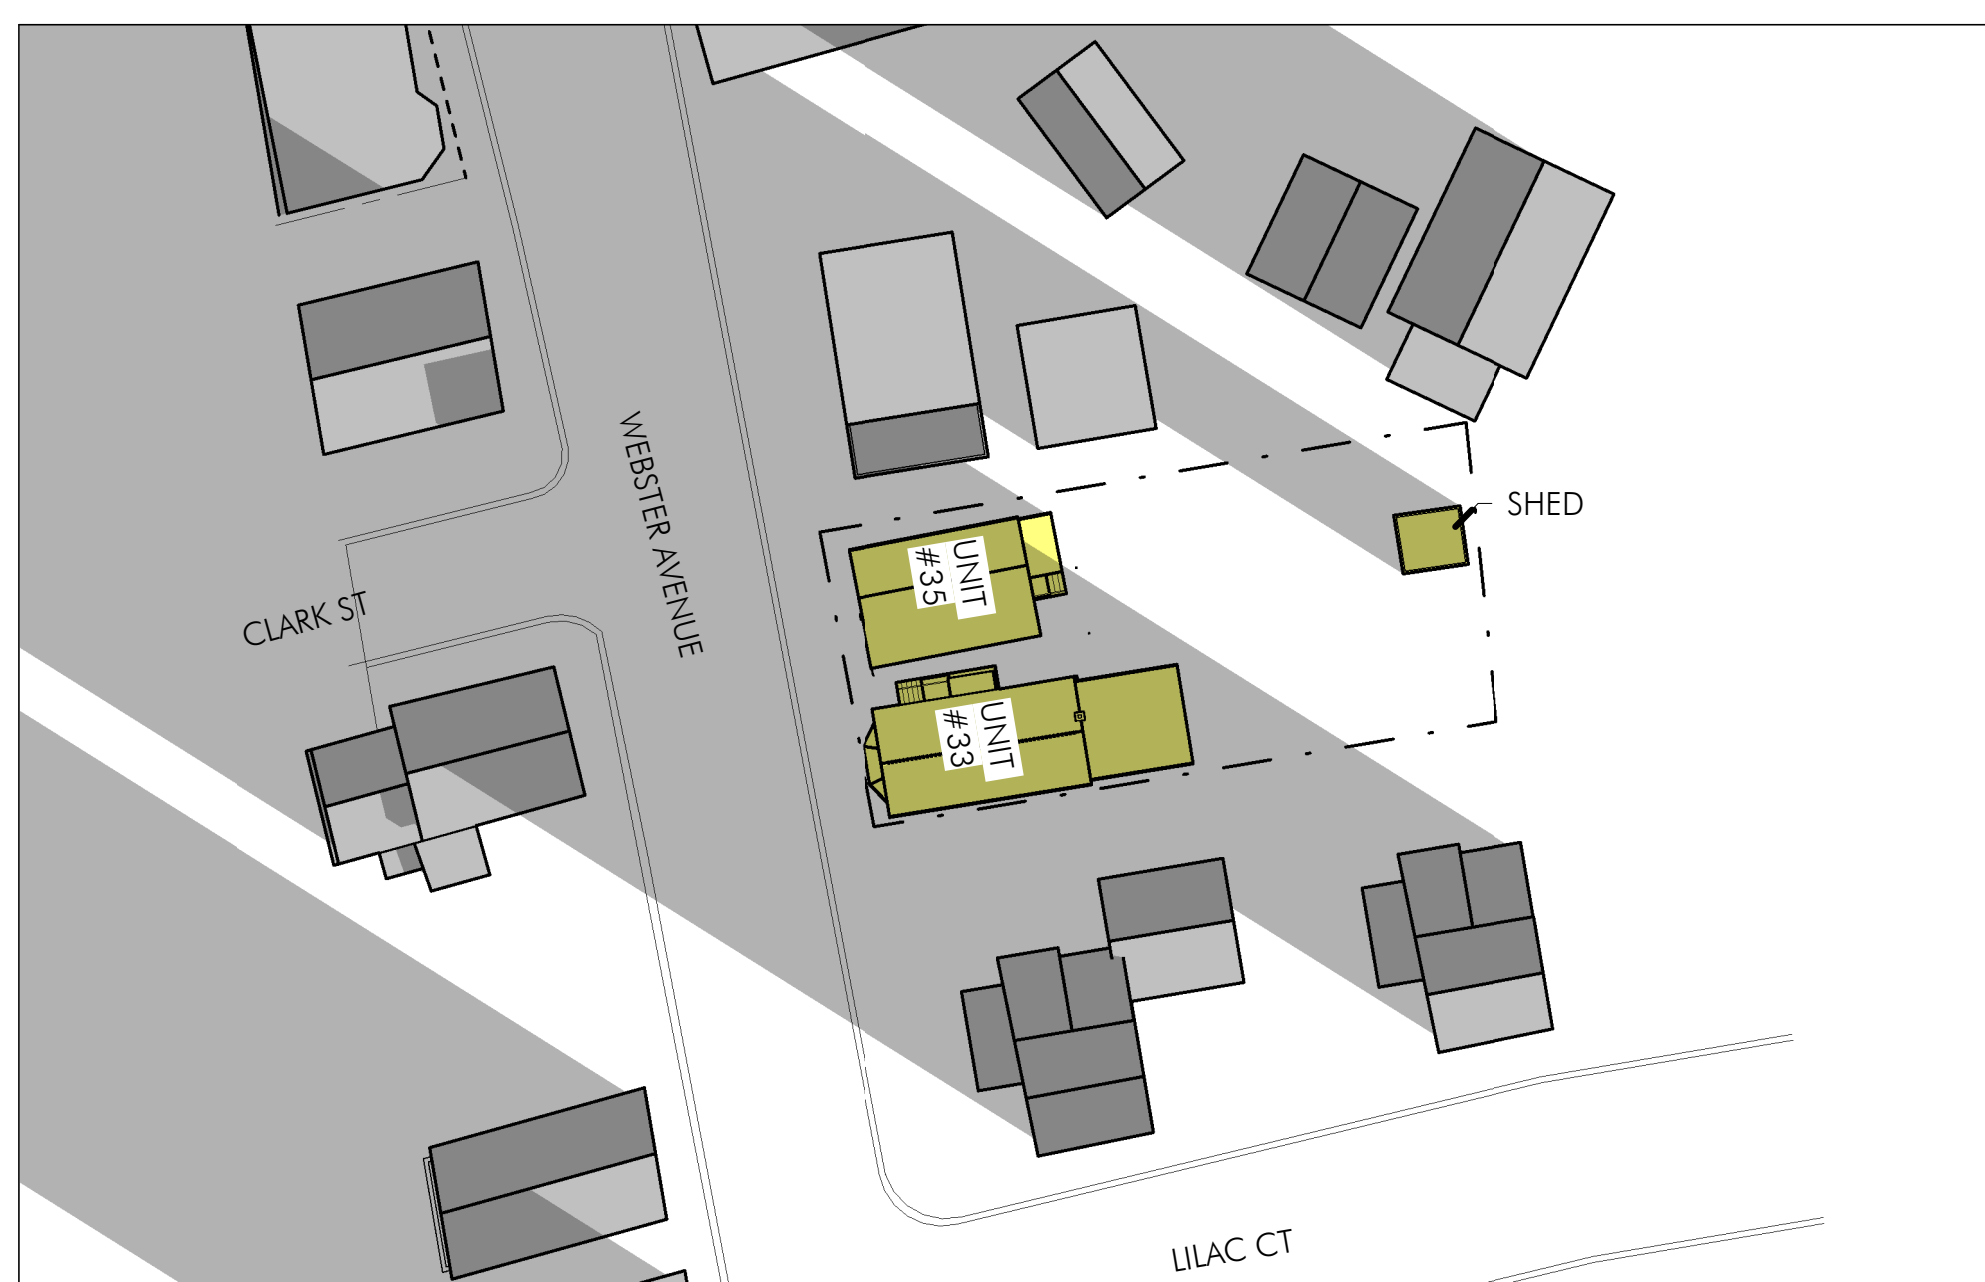 WEBSTER AVENUE
SHED
UNIT
#35
CLARK ST
UNIT
#33
LILAC CT